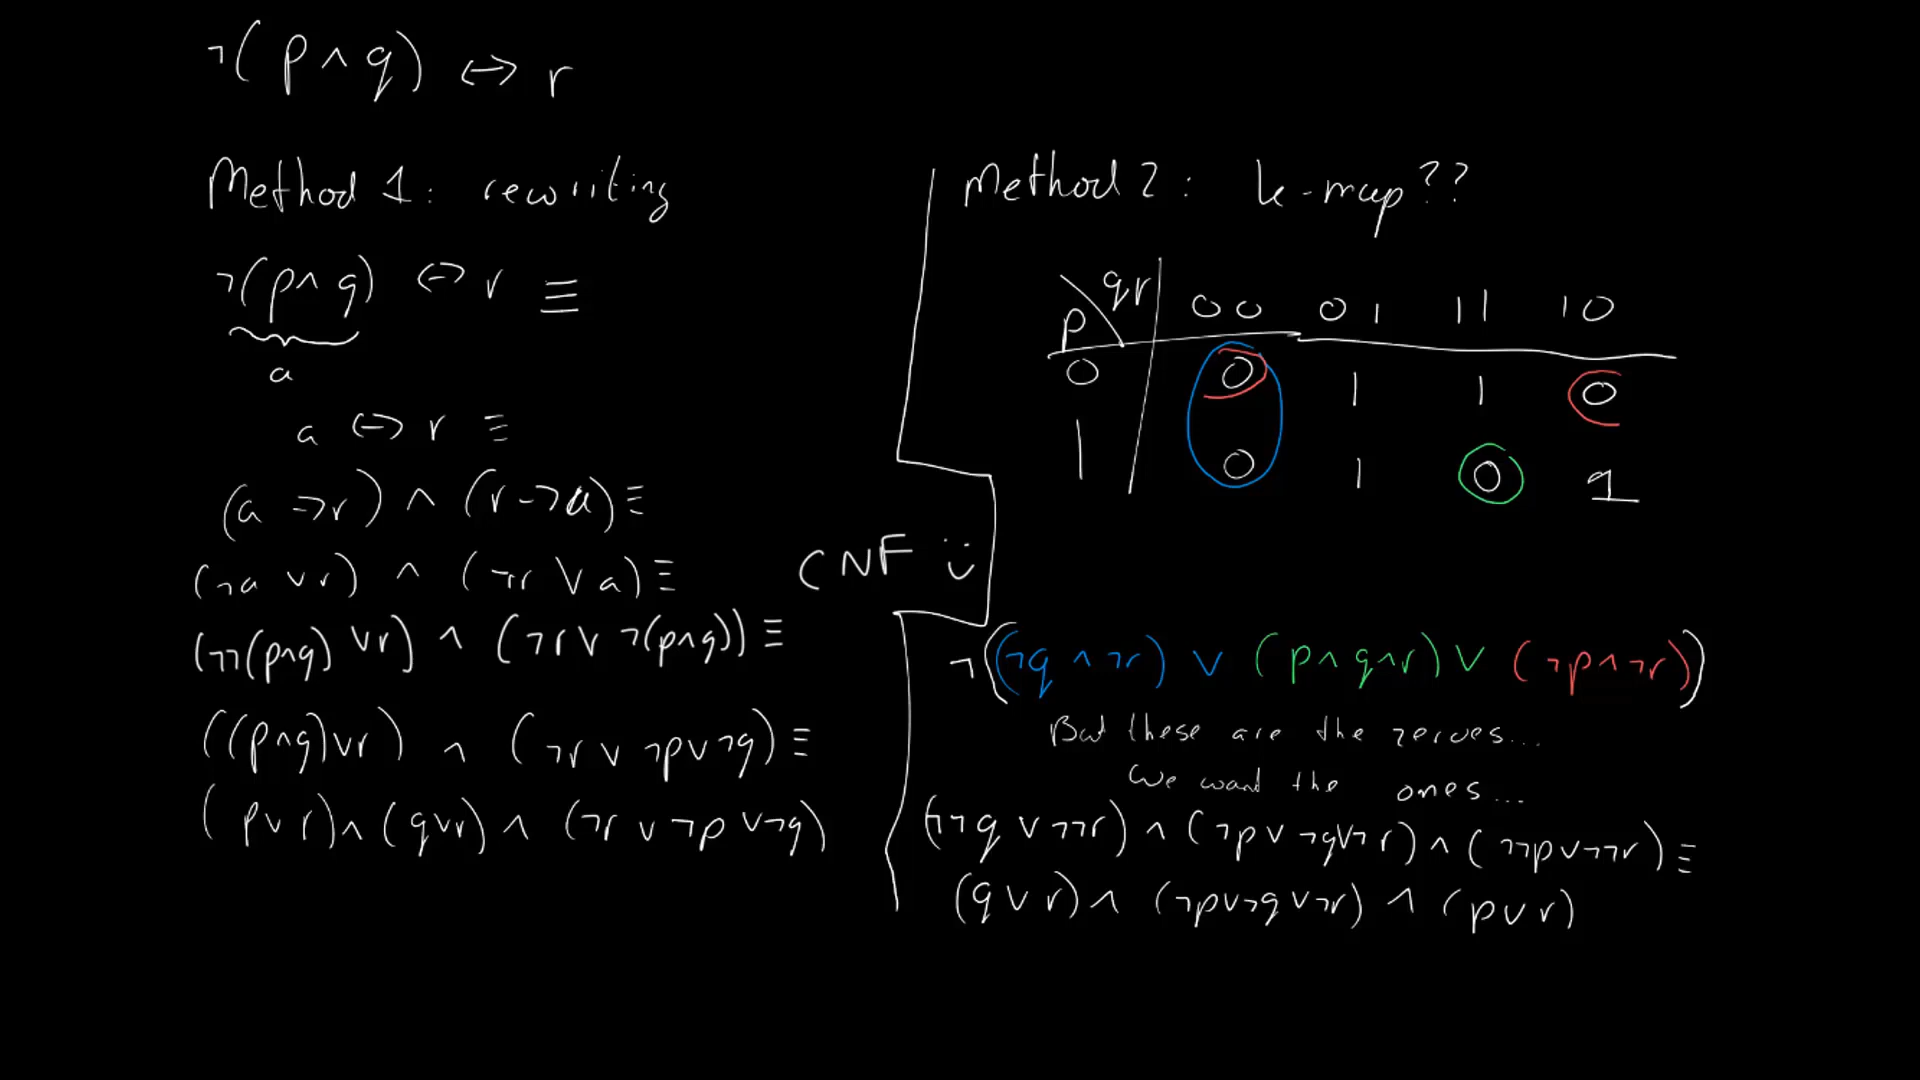 ¬(p∧q) ↔ r
Method 1: rewriting
¬(p∧q) ↔ r ≡
a
a ↔ r ≡
(a → r) ∧ (r → a) ≡
(¬a ∨ r) ∧ (¬r ∨ a) ≡
(¬¬(p∧q) ∨ r) ∧ (¬r ∨ ¬(p∧q)) ≡
((p∧q) ∨ r) ∧ (¬r ∨ ¬p ∨ ¬q) ≡
(p ∨ r) ∧ (q ∨ r) ∧ (¬r ∨ ¬p ∨ ¬q)
CNF ü
Method 2: k-map??
p \ qr 00 01 11 10
0 0 1 1 0
1 0 1 0 1
¬((¬q ∧ ¬r) ∨ (p ∧ q ∧ r) ∨ (¬p ∧ ¬r))
But these are the zeroes...
We want the ones...
(¬¬q ∨ ¬¬r) ∧ (¬p ∨ ¬q ∨ ¬r) ∧ (¬¬p ∨ ¬¬r) ≡
(q ∨ r) ∧ (¬p ∨ ¬q ∨ ¬r) ∧ (p ∨ r)